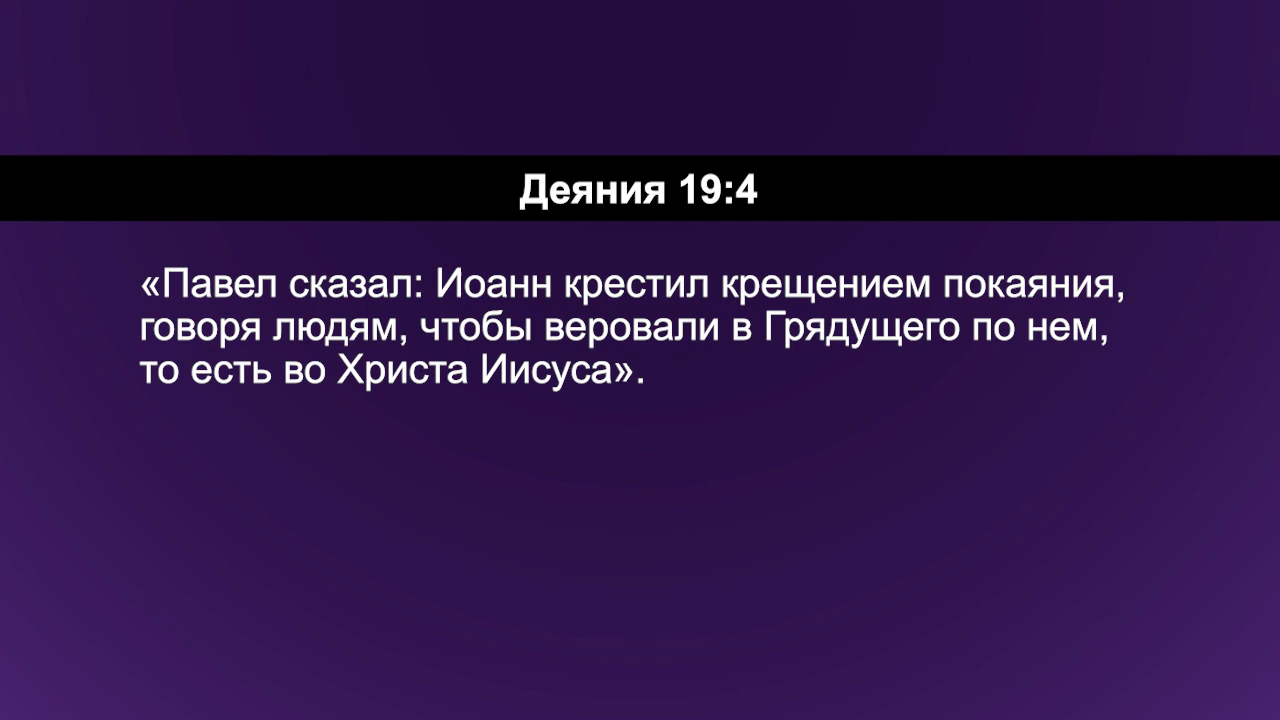 Деяния 19:4
«Павел сказал: Иоанн крестил крещением покаяния,
говоря людям, чтобы веровали в Грядущего по нем,
то есть во Христа Иисуса».